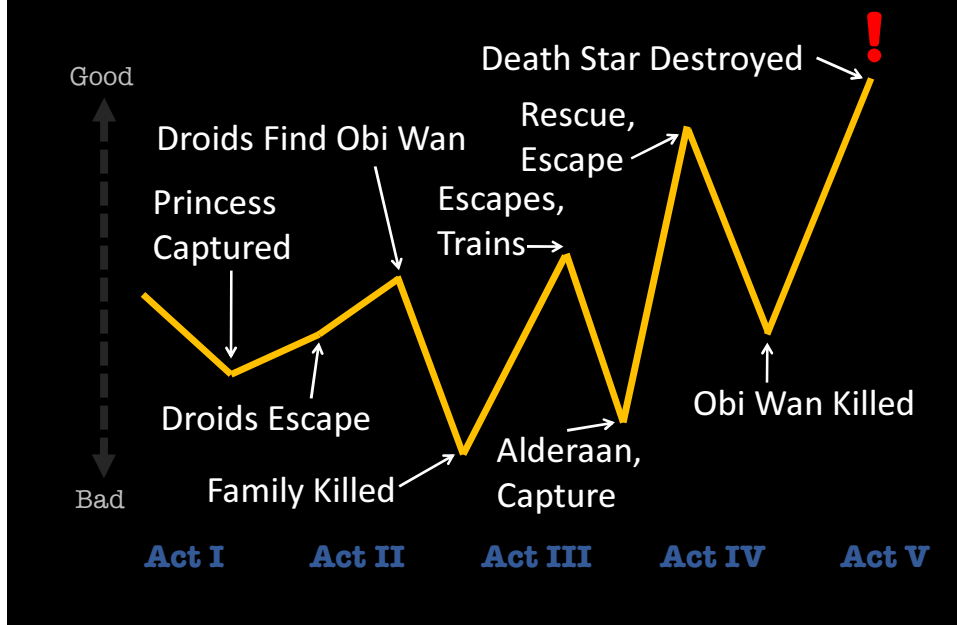 !
Death Star Destroyed
Good
Rescue,
Escape
Droids Find Obi Wan
Escapes,
Trains
Princess
Captured
Droids Escape
Obi Wan Killed
Alderaan,
Capture
Family Killed
Bad
Act I
Act II
Act III
Act IV
Act V